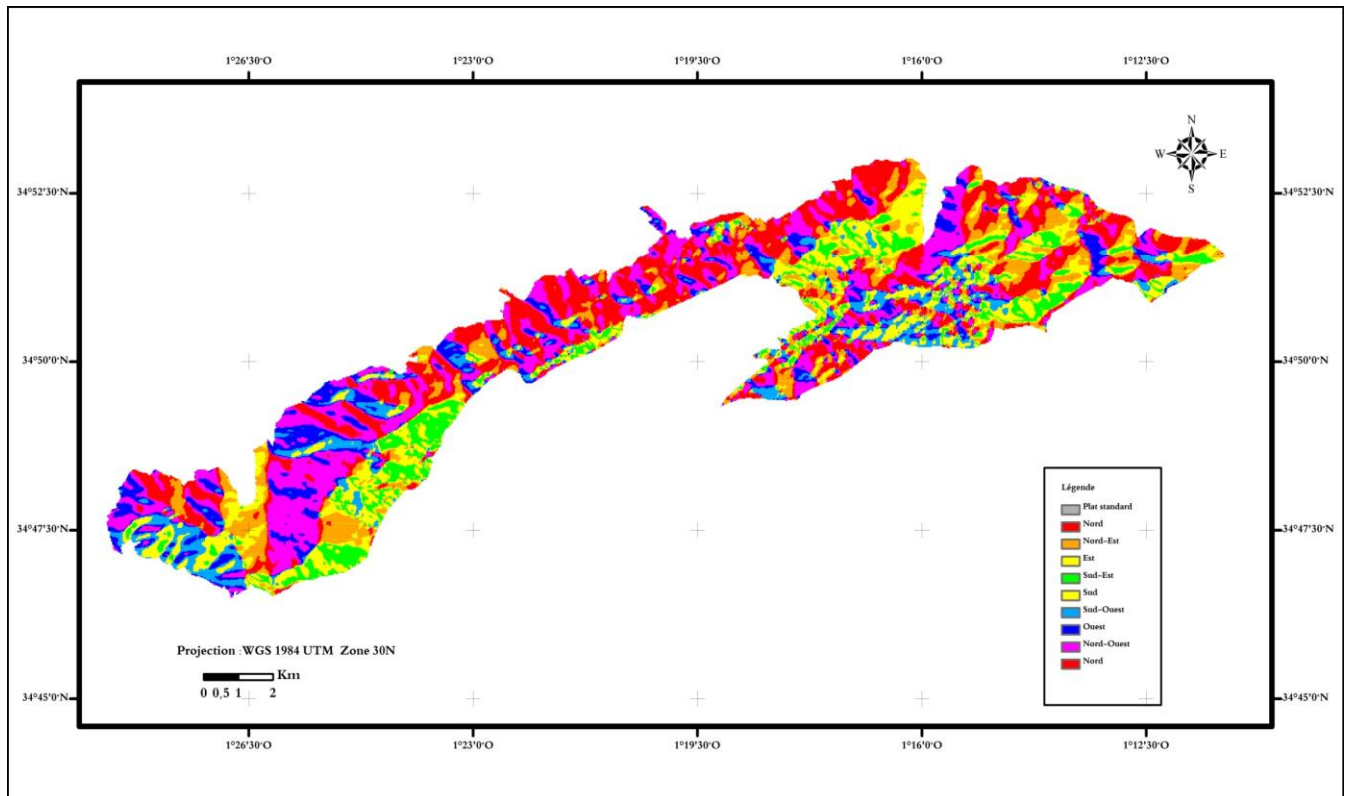 1°26'30"O 1°23'0"O 1°19'30"O 1°16'0"O 1°12'30"O
N
W E
S
34°52'30"N 34°52'30"N
34°50'0"N 34°50'0"N
34°47'30"N 34°47'30"N
34°45'0"N 34°45'0"N
Légende
Plat standard
Nord
Nord-Est
Est
Sud-Est
Sud
Sud-Ouest
Ouest
Nord-Ouest
Nord
Projection : WGS 1984 UTM Zone 30N
Km
0 0,5 1 2
1°26'30"O 1°23'0"O 1°19'30"O 1°16'0"O 1°12'30"O